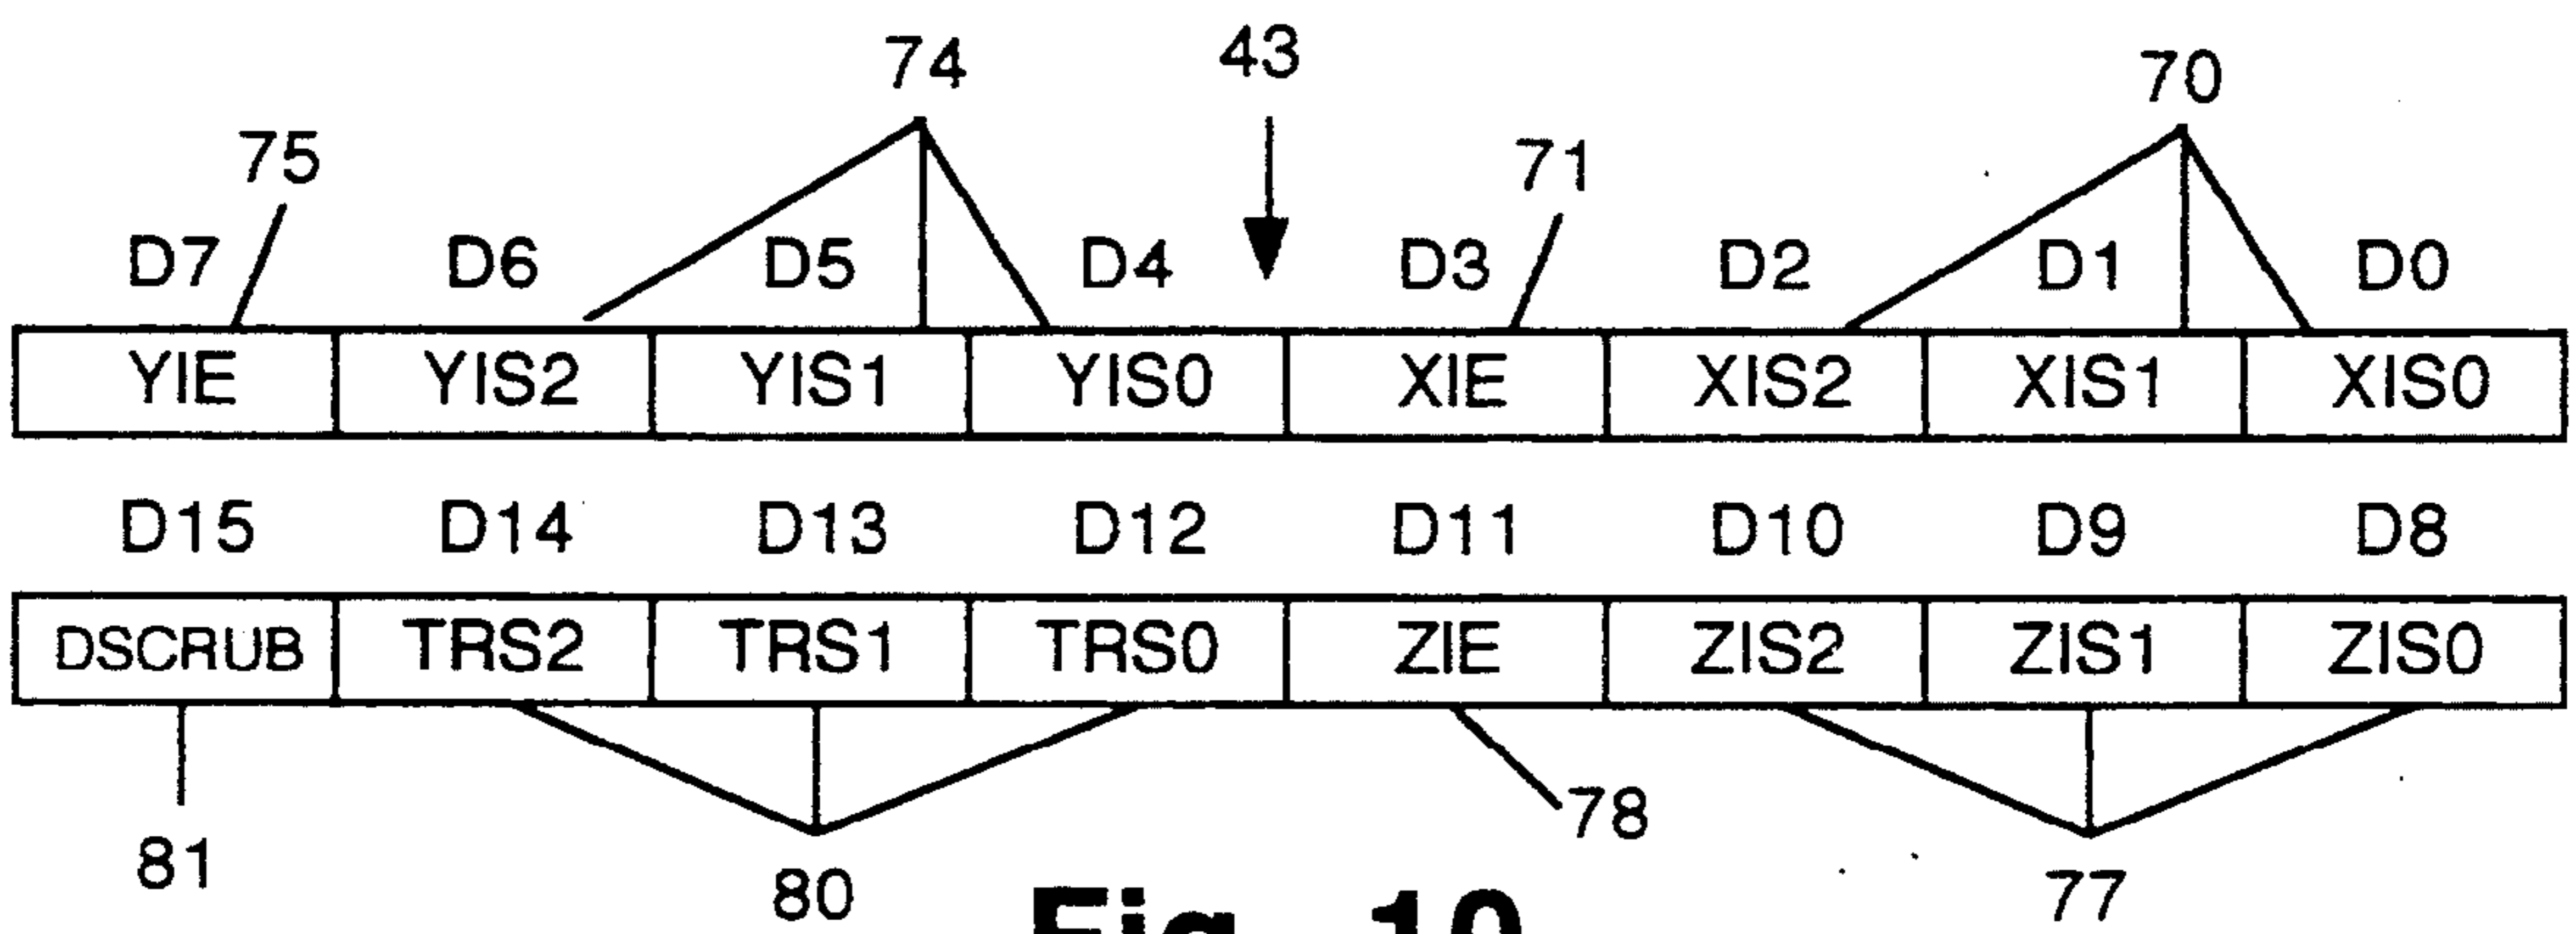 74 43 70
75 71
D7 D6 D5 D4 D3 D2 D1 D0
YIE YIS2 YIS1 YIS0 XIE XIS2 XIS1 XIS0
D15 D14 D13 D12 D11 D10 D9 D8
DSCRUB TRS2 TRS1 TRS0 ZIE ZIS2 ZIS1 ZIS0
81 80 78 77
Fig. 10